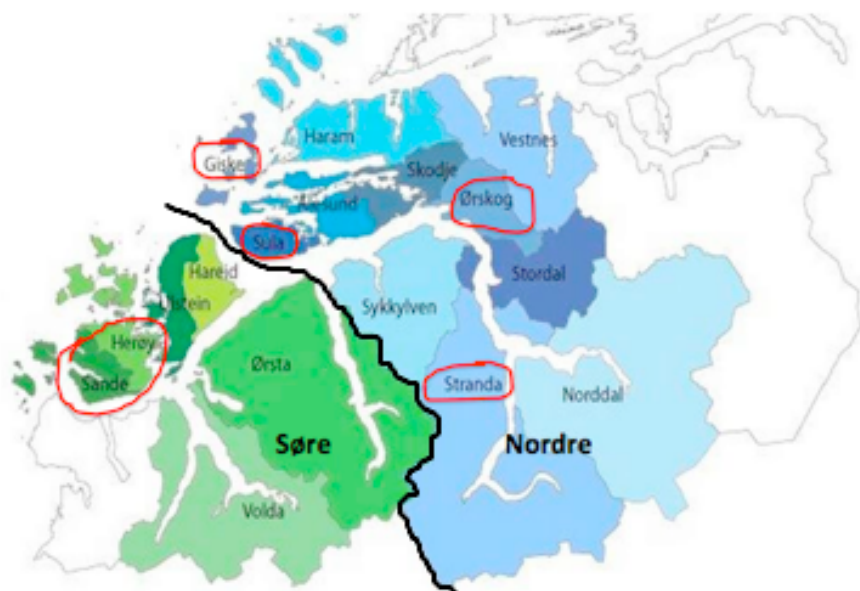 Haram
Vestnes
Giske
Skodje
Ålesund
Ørskog
Sula
Hareid
Stordal
Ulstein
Sykkylven
Herøy
Ørsta
Sande
Stranda
Norddal
Søre
Nordre
Volda